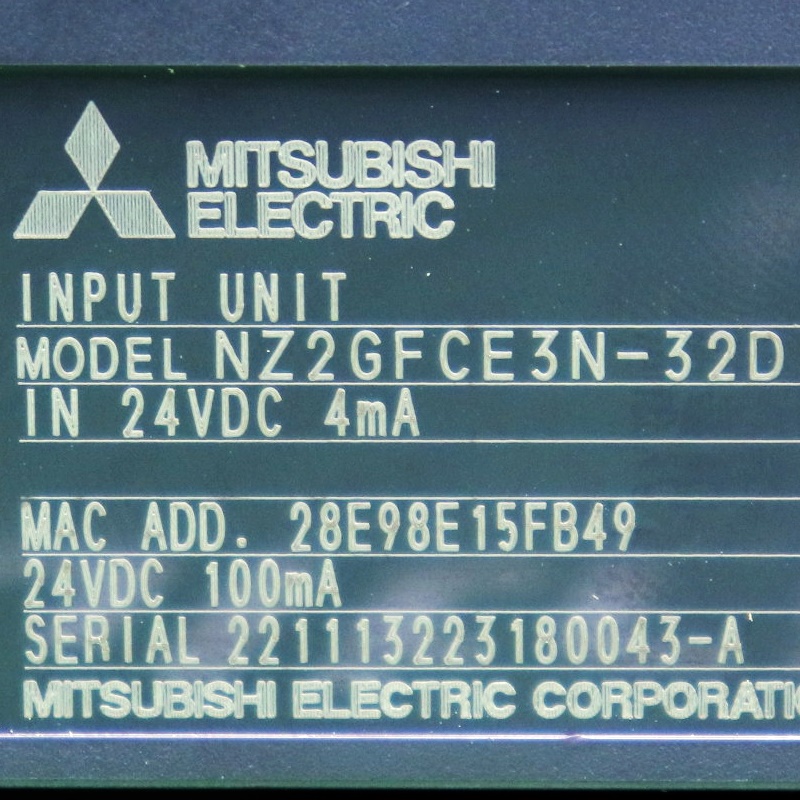 MITSUBISHI
ELECTRIC
INPUT UNIT
MODEL NZ2GFCE3N-32D
IN 24VDC 4mA
MAC ADD. 28E98E15FB49
24VDC 100mA
SERIAL 221113223180043-A
MITSUBISHI ELECTRIC CORPORATI